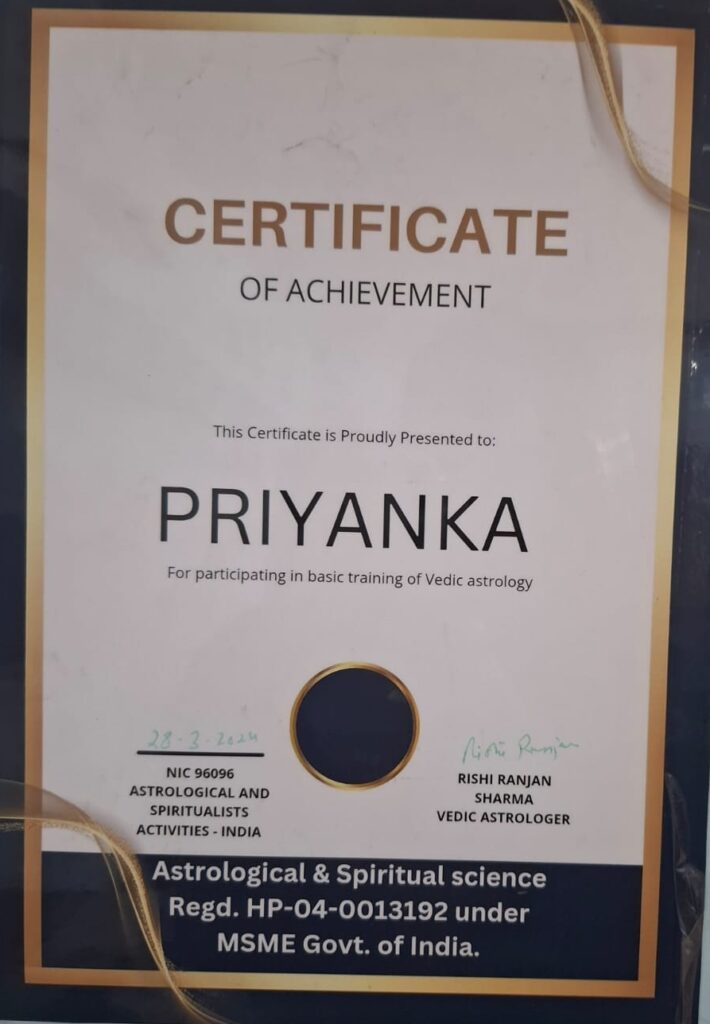 CERTIFICATE
OF ACHIEVEMENT
This Certificate is Proudly Presented to:
PRIYANKA
For participating in basic training of Vedic astrology
28-3-2024
NIC 96096
ASTROLOGICAL AND
SPIRITUALISTS
ACTIVITIES - INDIA
Rishi Ranjan
RISHI RANJAN
SHARMA
VEDIC ASTROLOGER
Astrological & Spiritual science
Regd. HP-04-0013192 under
MSME Govt. of India.